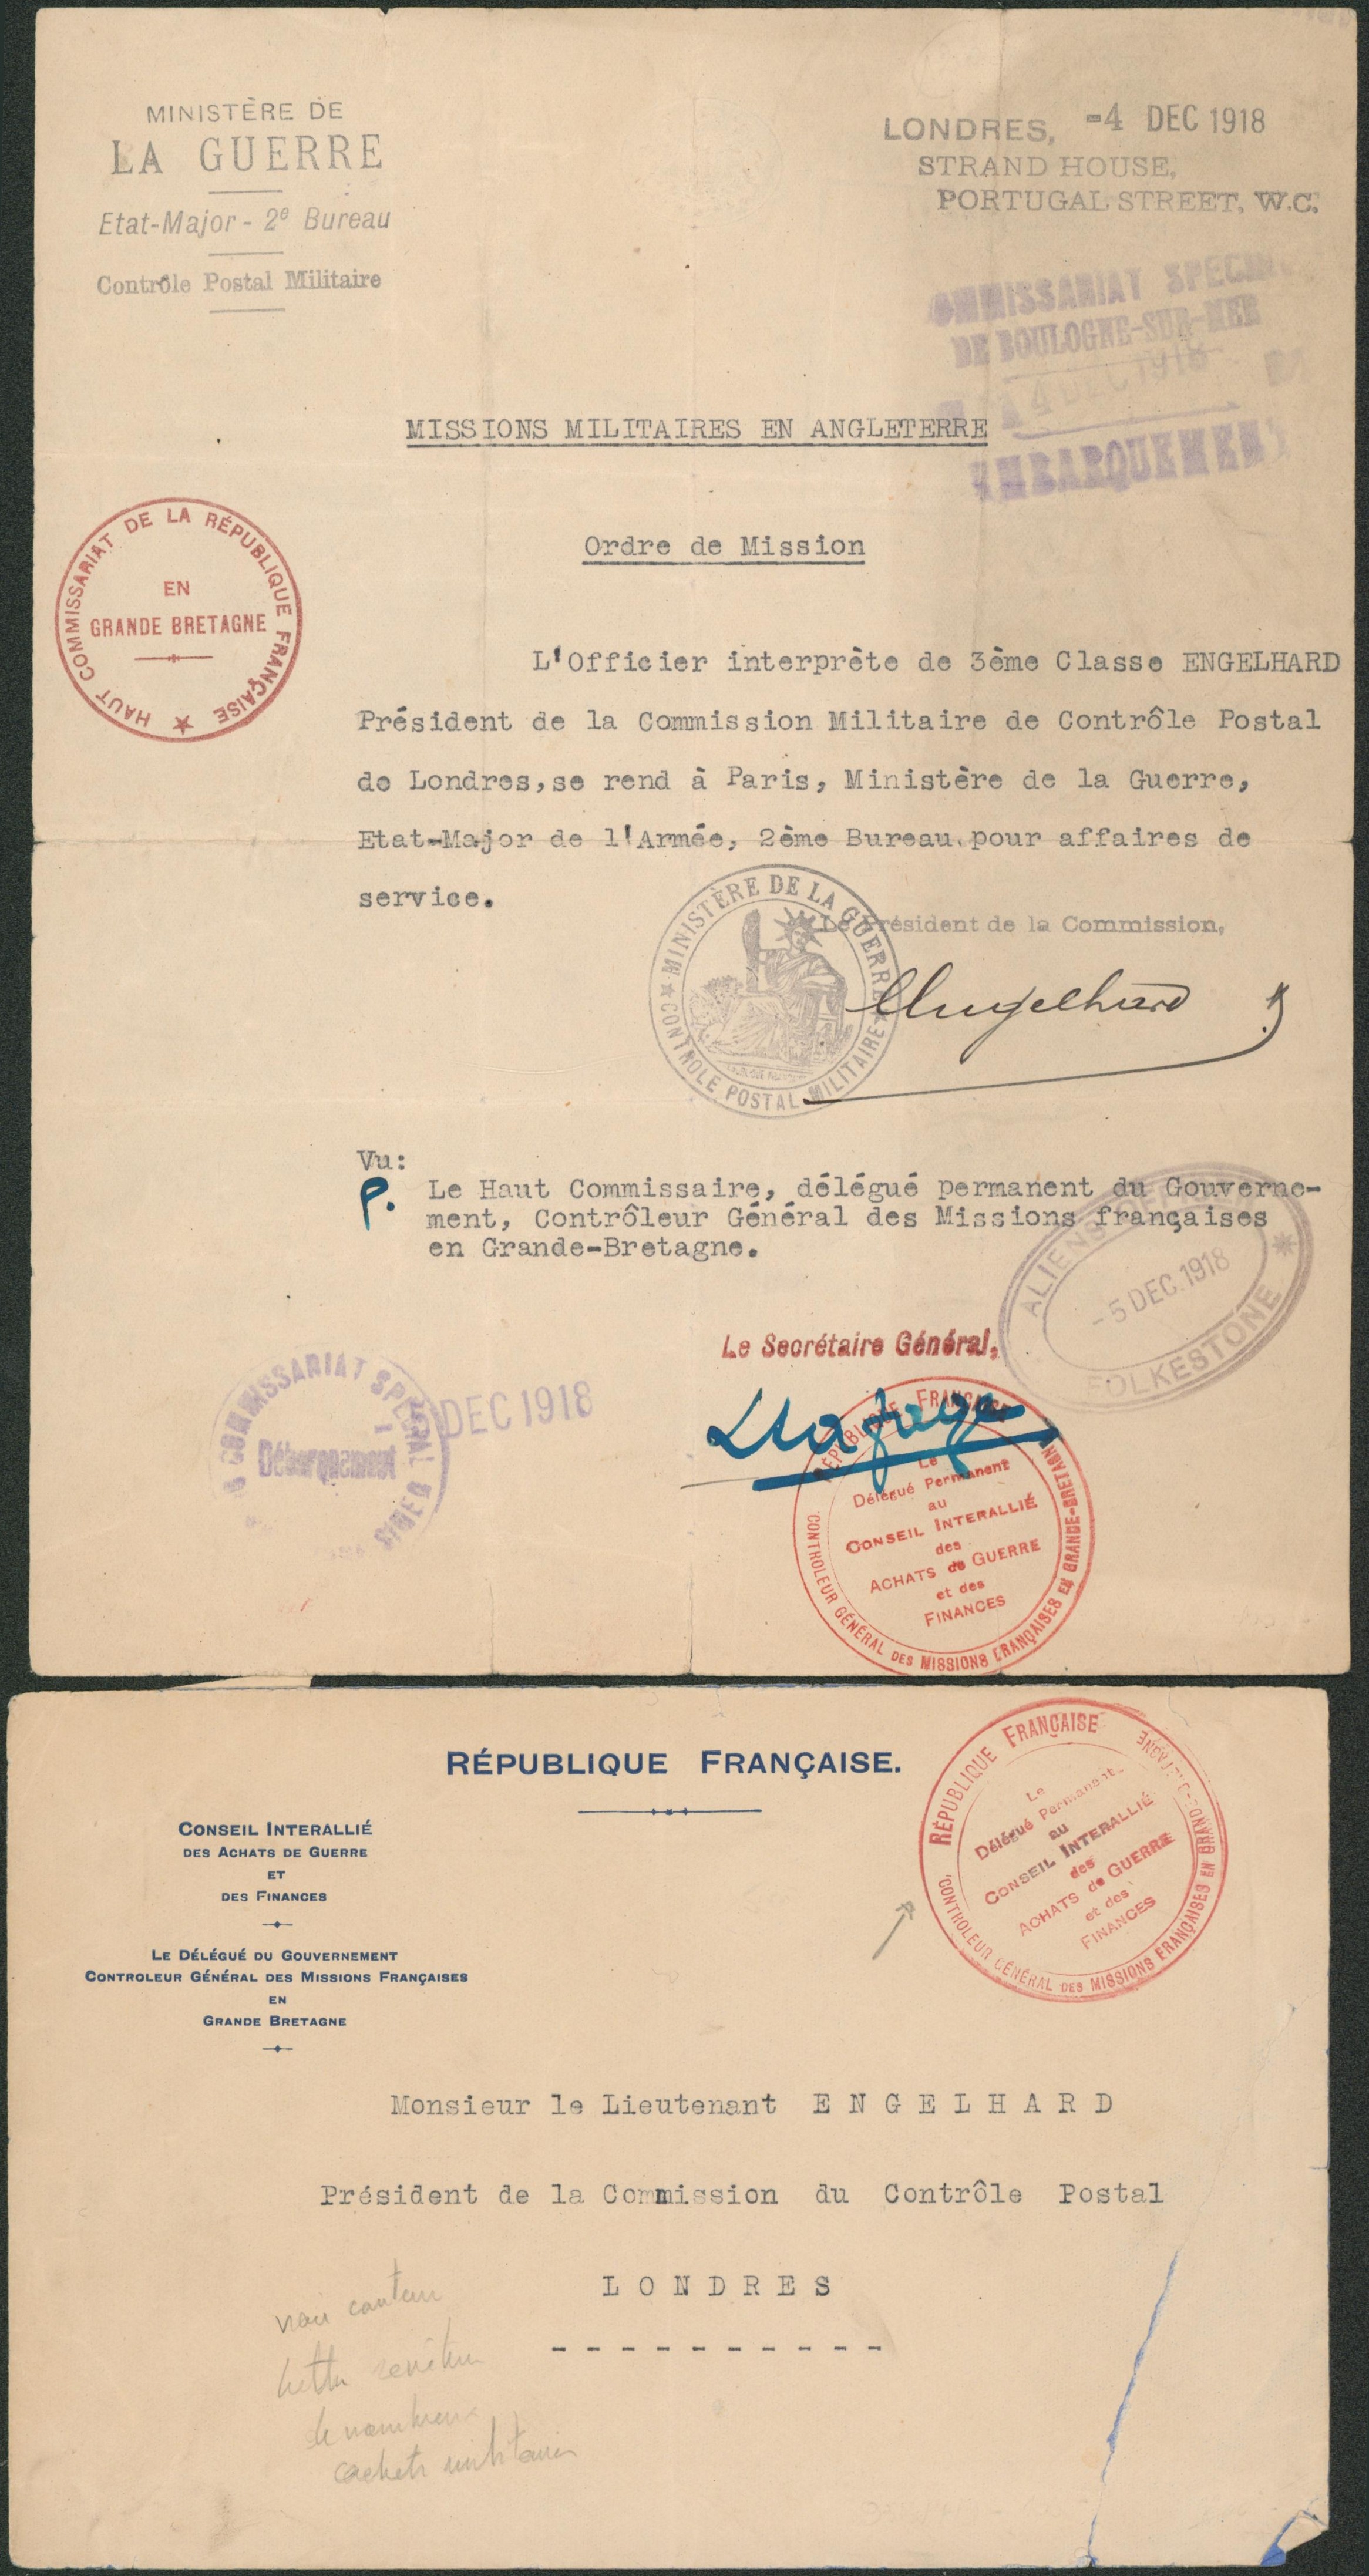 MINISTÈRE DE
LA GUERRE
Etat-Major - 2e Bureau
Contrôle Postal Militaire
LONDRES, -4 DEC 1918
STRAND HOUSE,
PORTUGAL STREET, W.C.
COMMISSARIAT SPECIAL
DE BOULOGNE-SUR-MER
4 DEC 1918
EMBARQUEMENT
MISSIONS MILITAIRES EN ANGLETERRE
Ordre de Mission
HAUT COMMISSARIAT DE LA RÉPUBLIQUE FRANÇAISE
EN
GRANDE BRETAGNE
L'Officier interprète de 3ème Classe ENGELHARD
Président de la Commission Militaire de Contrôle Postal
de Londres, se rend à Paris, Ministère de la Guerre,
Etat-Major de l'Armée, 2ème Bureau pour affaires de
service.
Le Président de la Commission,
MINISTÈRE DE LA GUERRE
CONTROLE POSTAL MILITAIRE
Engelhard
Vu:
P. Le Haut Commissaire, délégué permanent du Gouverne-
ment, Contrôleur Général des Missions françaises
en Grande-Bretagne.
ALIENS
- 5 DEC. 1918
FOLKESTONE
Le Secrétaire Général,
COMMISSARIAT SPECIAL
Débarquement
DEC 1918
RÉPUBLIQUE FRANÇAISE
Le
Délégué Permanent
au
CONSEIL INTERALLIÉ
des
ACHATS de GUERRE
et des
FINANCES
CONTROLEUR GÉNÉRAL DES MISSIONS FRANÇAISES EN GRANDE-BRETAGNE
RÉPUBLIQUE FRANÇAISE.
CONSEIL INTERALLIÉ
DES ACHATS DE GUERRE
ET
DES FINANCES
LE DÉLÉGUÉ DU GOUVERNEMENT
CONTROLEUR GÉNÉRAL DES MISSIONS FRANÇAISES
EN
GRANDE BRETAGNE
RÉPUBLIQUE FRANÇAISE
Le
Délégué Permanent
au
CONSEIL INTERALLIÉ
des
ACHATS de GUERRE
et des
FINANCES
CONTROLEUR GÉNÉRAL DES MISSIONS FRANÇAISES EN GRANDE-BRETAGNE
Monsieur le Lieutenant E N G E L H A R D
Président de la Commission du Contrôle Postal
L O N D R E S
- - - - - - - - - -
cachets militaires